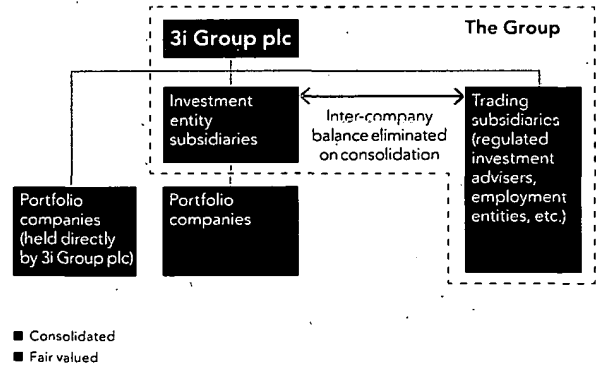 3i Group plc
The Group
Investment
entity
subsidiaries
Inter-company
balance eliminated
on consolidation
Trading
subsidiaries
(regulated
investment
advisers,
employment
entities, etc.)
Portfolio
companies
(held directly
by 3i Group plc)
Portfolio
companies
Consolidated
Fair valued